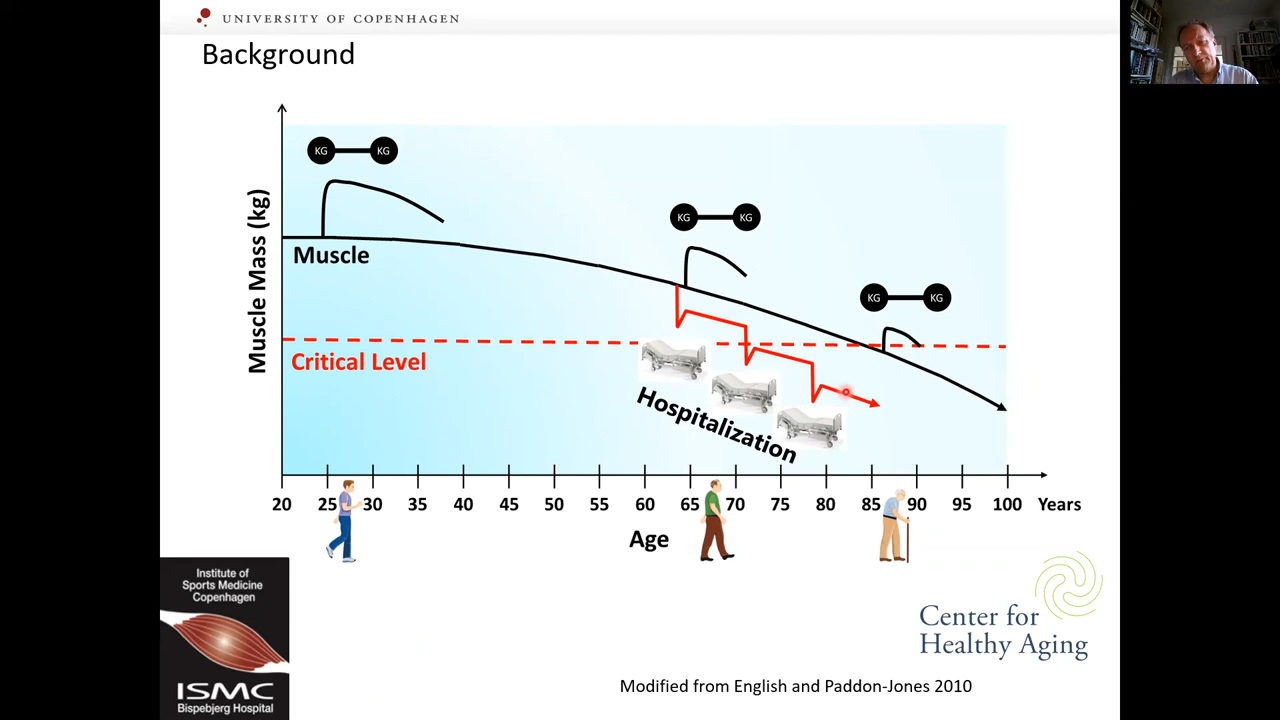 UNIVERSITY OF COPENHAGEN
Background
KG KG
KG KG
KG KG
Muscle Mass (kg)
Muscle
Critical Level
Hospitalization
20 25 30 35 40 45 50 55 60 65 70 75 80 85 90 95 100 Years
Age
Institute of
Sports Medicine
Copenhagen
ISMC
Bispebjerg Hospital
Center for
Healthy Aging
Modified from English and Paddon-Jones 2010